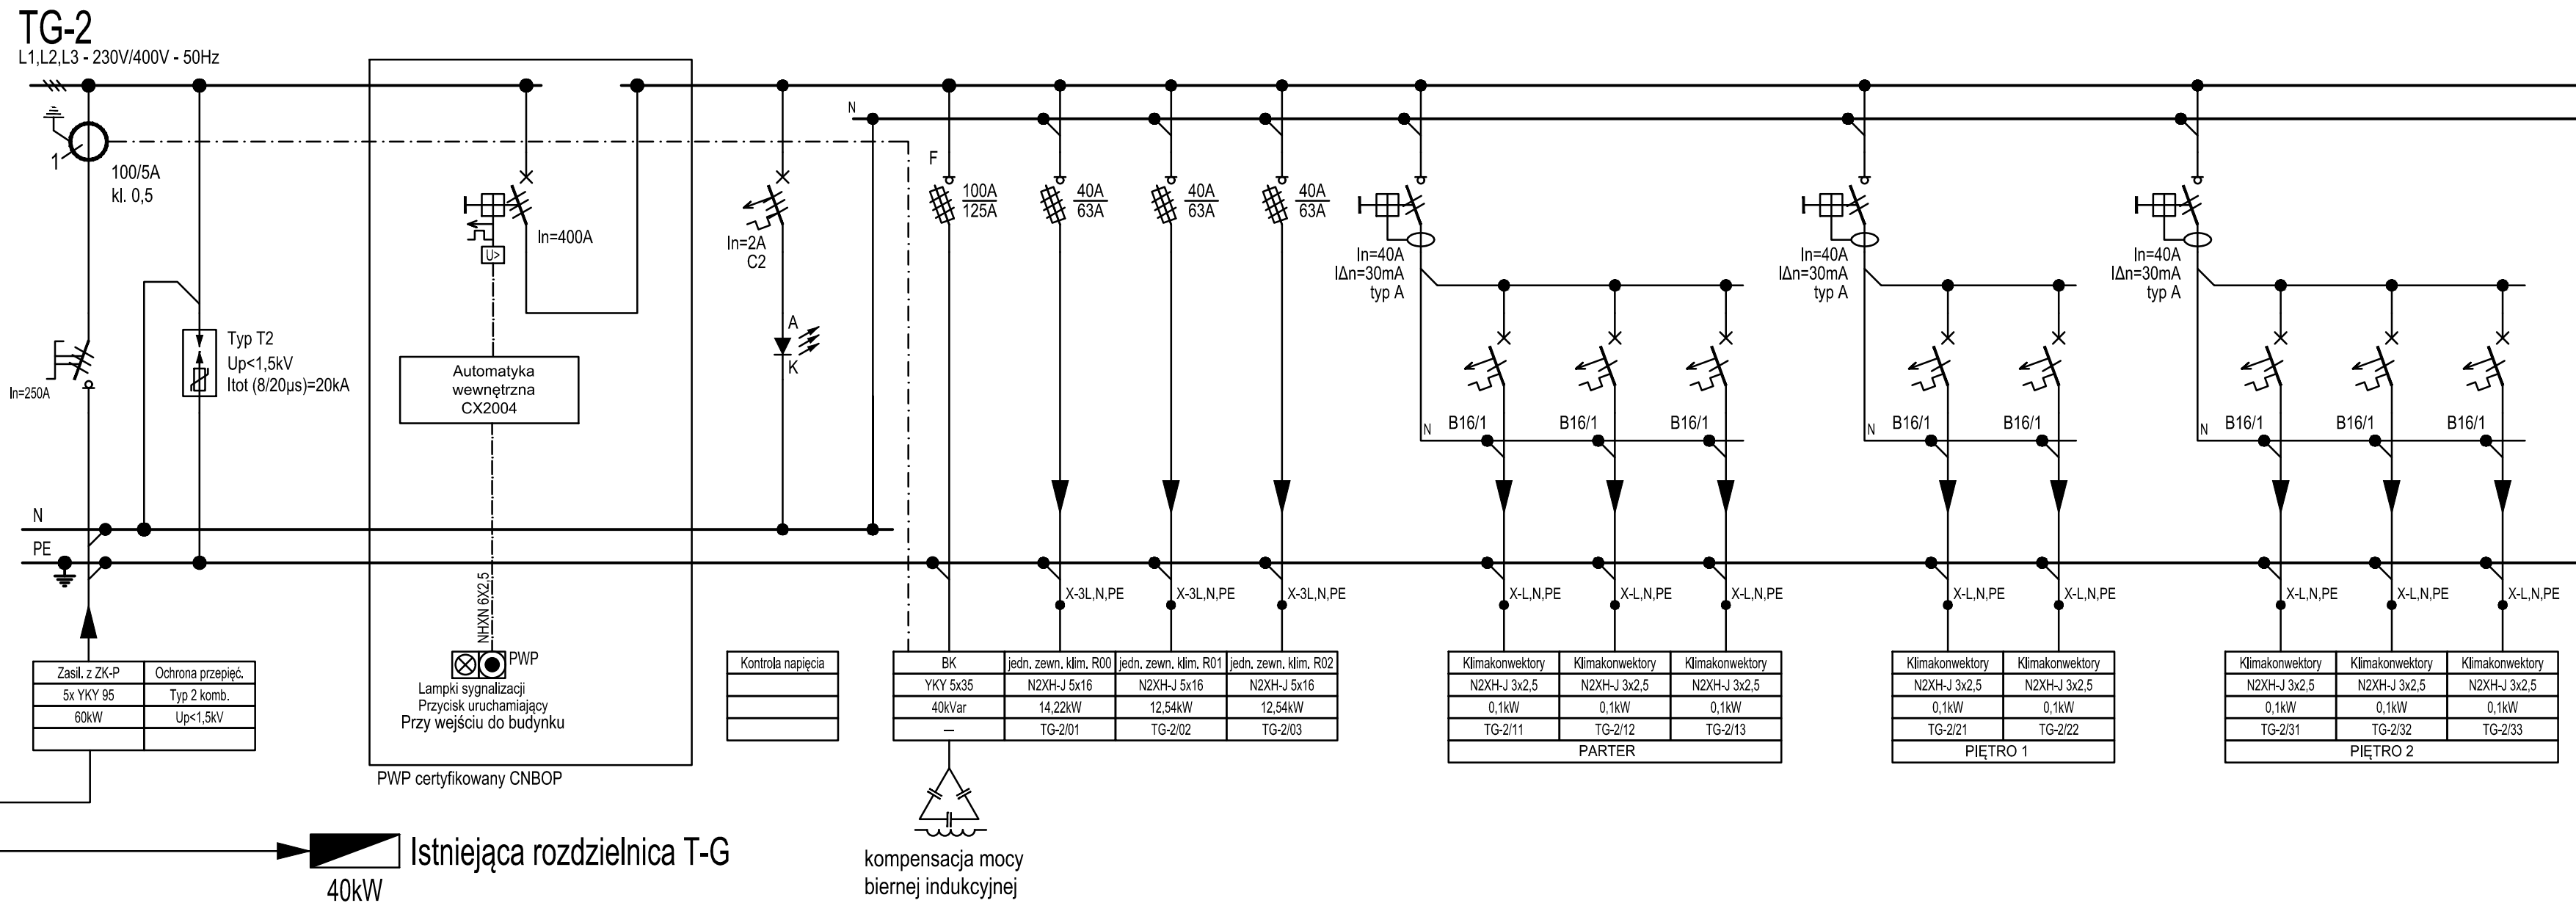 TG-2
L1,L2,L3 - 230V/400V - 50Hz
1
100/5A
kl. 0,5
In=250A
Typ T2
Up<1,5kV
Itot (8/20µs)=20kA
N
PE
Zasil. z ZK-P
Ochrona przepięć.
5x YKY 95
Typ 2 komb.
60kW
Up<1,5kV
In=400A
U>
Automatyka
wewnętrzna
CX2004
NHXN 6X2,5
PWP
Lampki sygnalizacji
Przycisk uruchamiający
Przy wejściu do budynku
PWP certyfikowany CNBOP
Istniejąca rozdzielnica T-G
40kW
In=2A
C2
A
K
Kontrola napięcia
N
F
100A
125A
40A
63A
40A
63A
40A
63A
X-3L,N,PE
X-3L,N,PE
X-3L,N,PE
BK
jedn. zewn. klim. R00
jedn. zewn. klim. R01
jedn. zewn. klim. R02
YKY 5x35
N2XH-J 5x16
N2XH-J 5x16
N2XH-J 5x16
40kVar
14,22kW
12,54kW
12,54kW
—
TG-2/01
TG-2/02
TG-2/03
kompensacja mocy
biernej indukcyjnej
In=40A
IΔn=30mA
typ A
N
B16/1
B16/1
B16/1
X-L,N,PE
X-L,N,PE
X-L,N,PE
Klimakonwektory
Klimakonwektory
Klimakonwektory
N2XH-J 3x2,5
N2XH-J 3x2,5
N2XH-J 3x2,5
0,1kW
0,1kW
0,1kW
TG-2/11
TG-2/12
TG-2/13
PARTER
In=40A
IΔn=30mA
typ A
N
B16/1
B16/1
X-L,N,PE
X-L,N,PE
Klimakonwektory
Klimakonwektory
N2XH-J 3x2,5
N2XH-J 3x2,5
0,1kW
0,1kW
TG-2/21
TG-2/22
PIĘTRO 1
In=40A
IΔn=30mA
typ A
N
B16/1
B16/1
B16/1
X-L,N,PE
X-L,N,PE
X-L,N,PE
Klimakonwektory
Klimakonwektory
Klimakonwektory
N2XH-J 3x2,5
N2XH-J 3x2,5
N2XH-J 3x2,5
0,1kW
0,1kW
0,1kW
TG-2/31
TG-2/32
TG-2/33
PIĘTRO 2